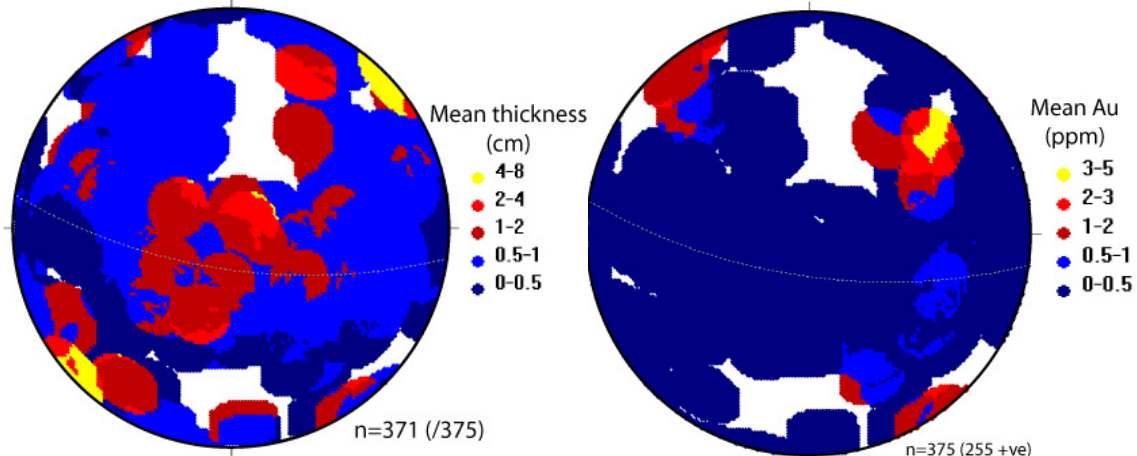 Mean thickness
(cm)
4-8
2-4
1-2
0.5-1
0-0.5
n=371 (/375)
Mean Au
(ppm)
3-5
2-3
1-2
0.5-1
0-0.5
n=375 (255 +ve)